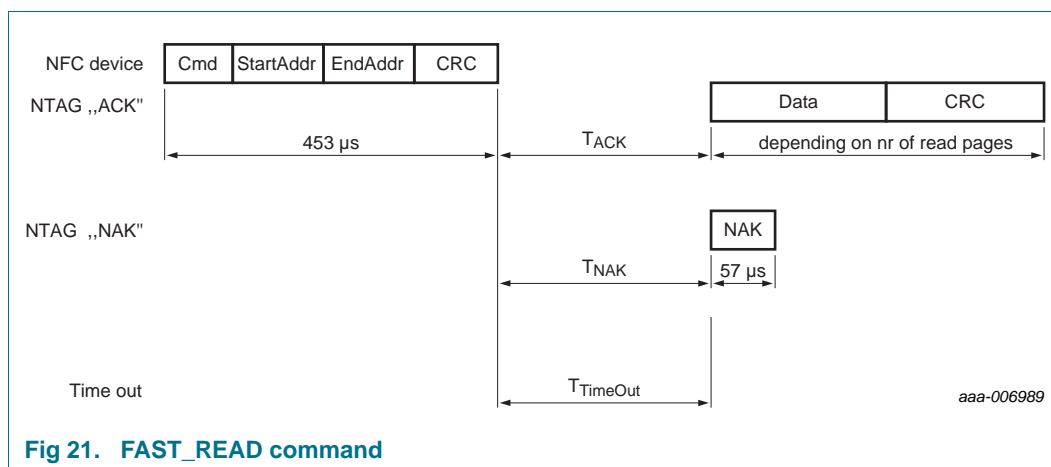 NFC device Cmd StartAddr EndAddr CRC
NTAG ,,ACK" Data CRC
453 µs TACK depending on nr of read pages
NTAG ,,NAK" NAK
TNAK 57 µs
Time out TTimeOut aaa-006989
Fig 21. FAST_READ command